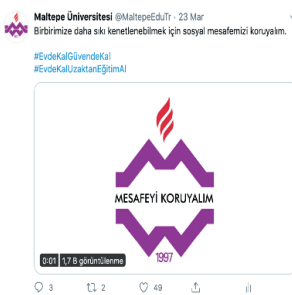 Maltepe Üniversitesi @MaltepeEduTr · 23 Mar
Birbirimize daha sıkı kenetlenebilmek için sosyal mesafemizi koruyalım.
#EvdeKalGüvendeKal
#EvdeKalUzaktanEğitimAl
MESAFEYİ KORUYALIM
1997
0:01 1,7 B görüntülenme
3 2 49